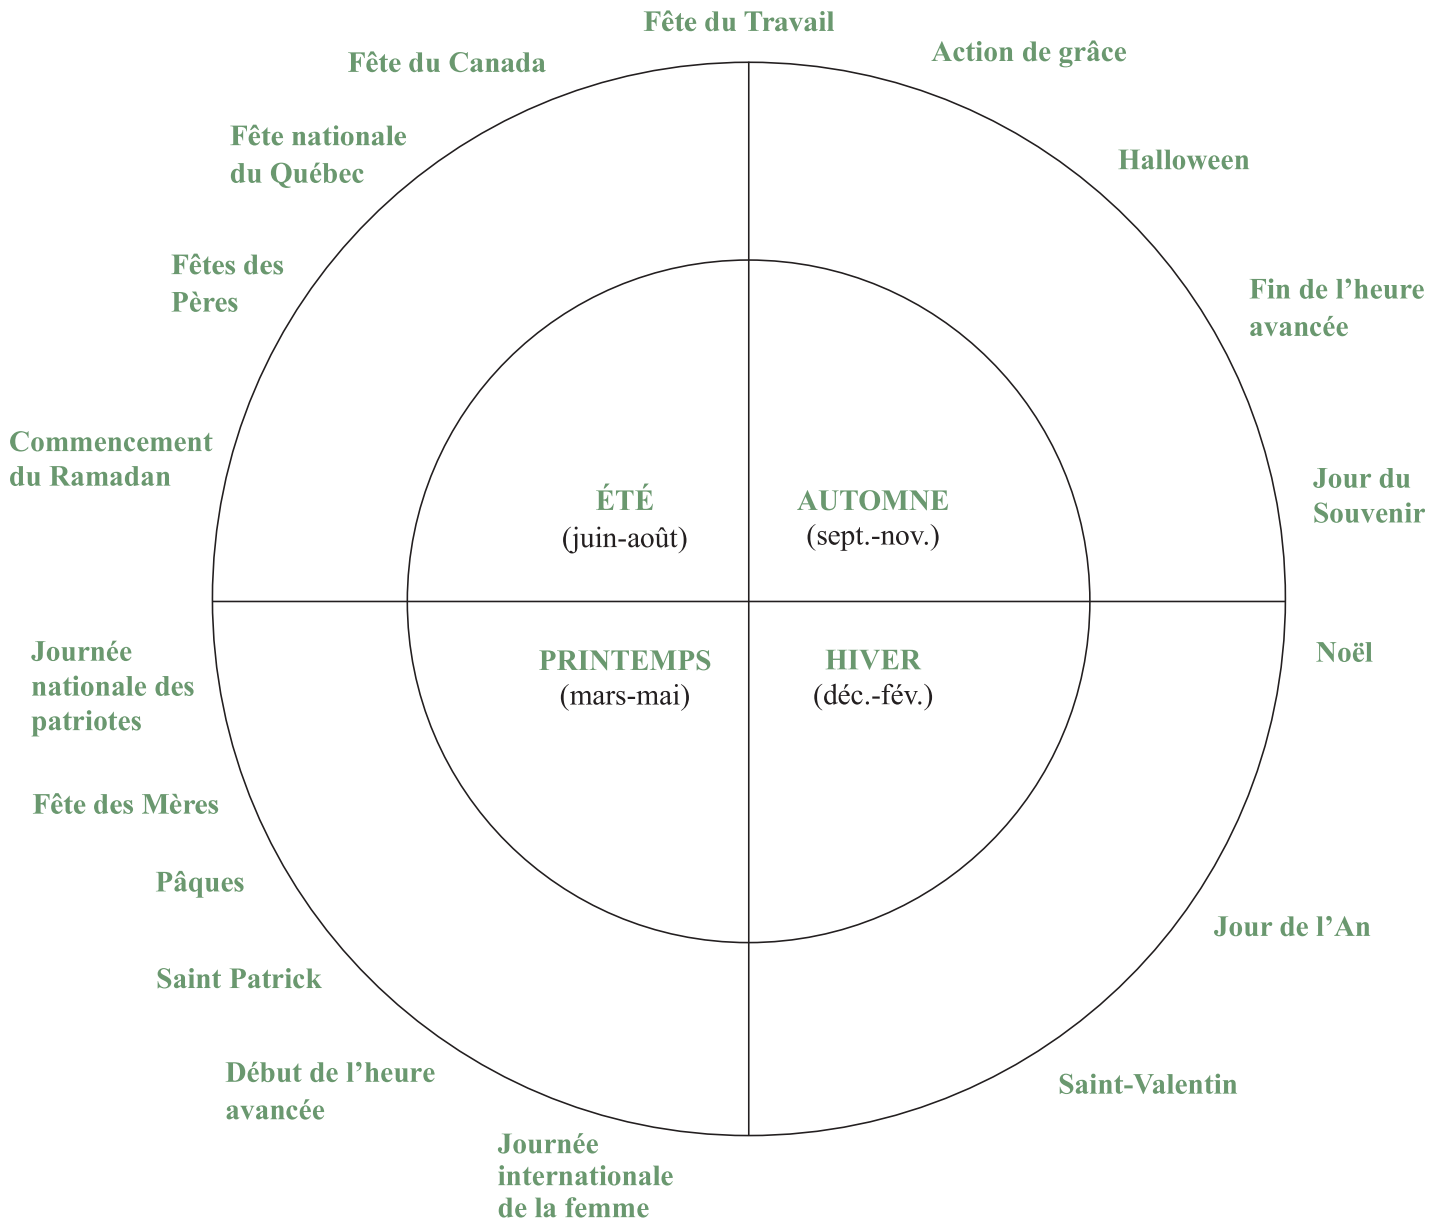 Fête du Travail
Action de grâce
Fête du Canada
Fête nationale
du Québec
Halloween
Fêtes des
Pères
Fin de l’heure
avancée
Commencement
du Ramadan
Jour du
Souvenir
ÉTÉ
(juin-août)
AUTOMNE
(sept.-nov.)
PRINTEMPS
(mars-mai)
HIVER
(déc.-fév.)
Journée
nationale des
patriotes
Noël
Fête des Mères
Pâques
Jour de l’An
Saint Patrick
Début de l’heure
avancée
Saint-Valentin
Journée
internationale
de la femme